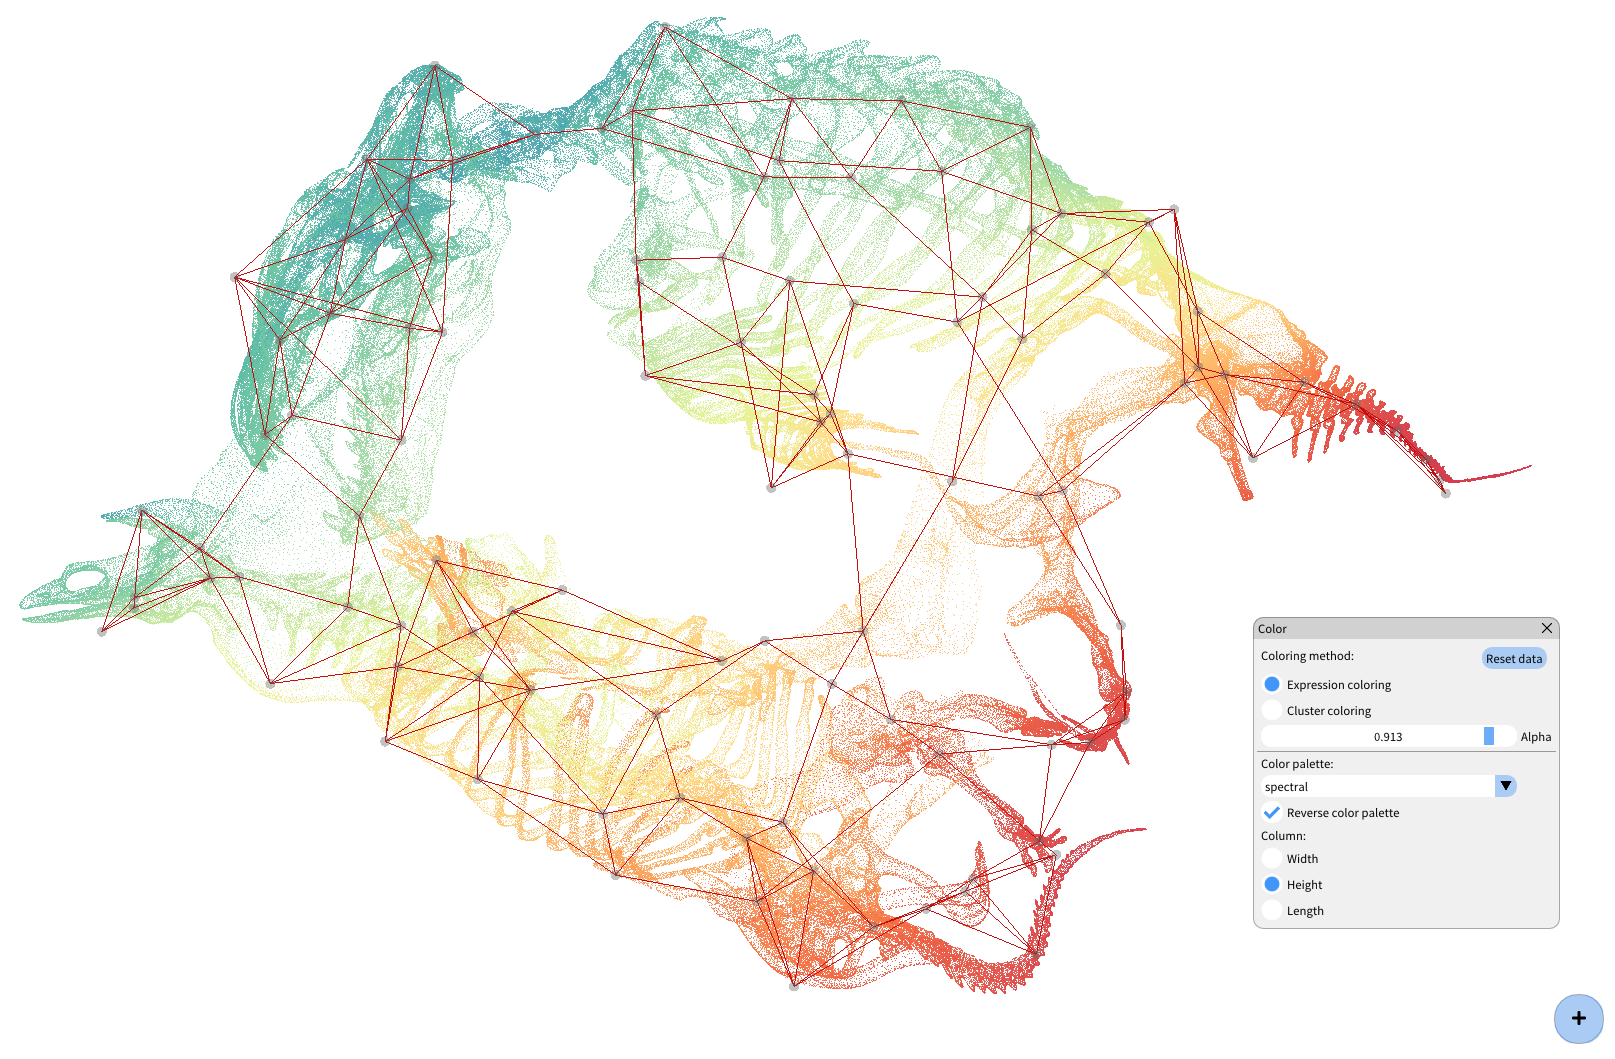 Color
Coloring method:
Reset data
Expression coloring
Cluster coloring
0.913
Alpha
Color palette:
spectral
Reverse color palette
Column:
Width
Height
Length
+